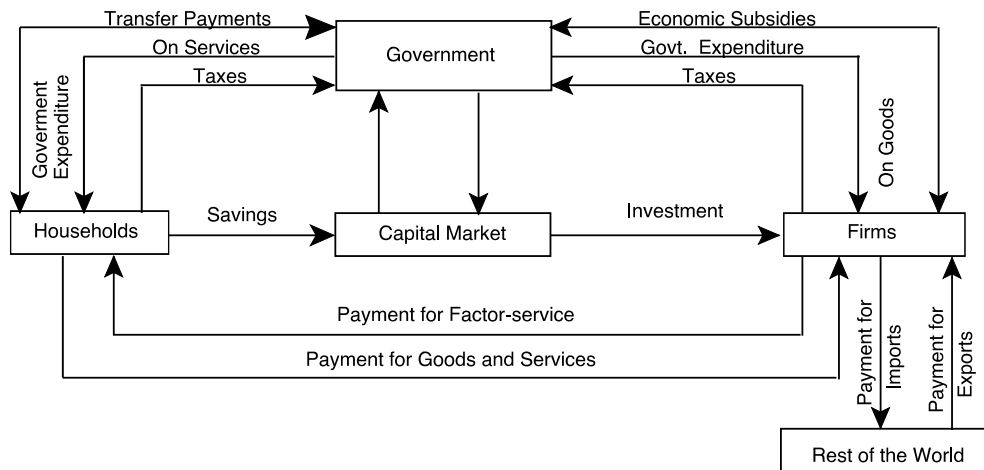 Transfer Payments
Economic Subsidies
On Services
Government
Govt. Expenditure
Taxes
Taxes
Government
Expenditure
On Goods
Households
Savings
Capital Market
Investment
Firms
Payment for Factor-service
Payment for Goods and Services
Payment for
Imports
Payment for
Exports
Rest of the World